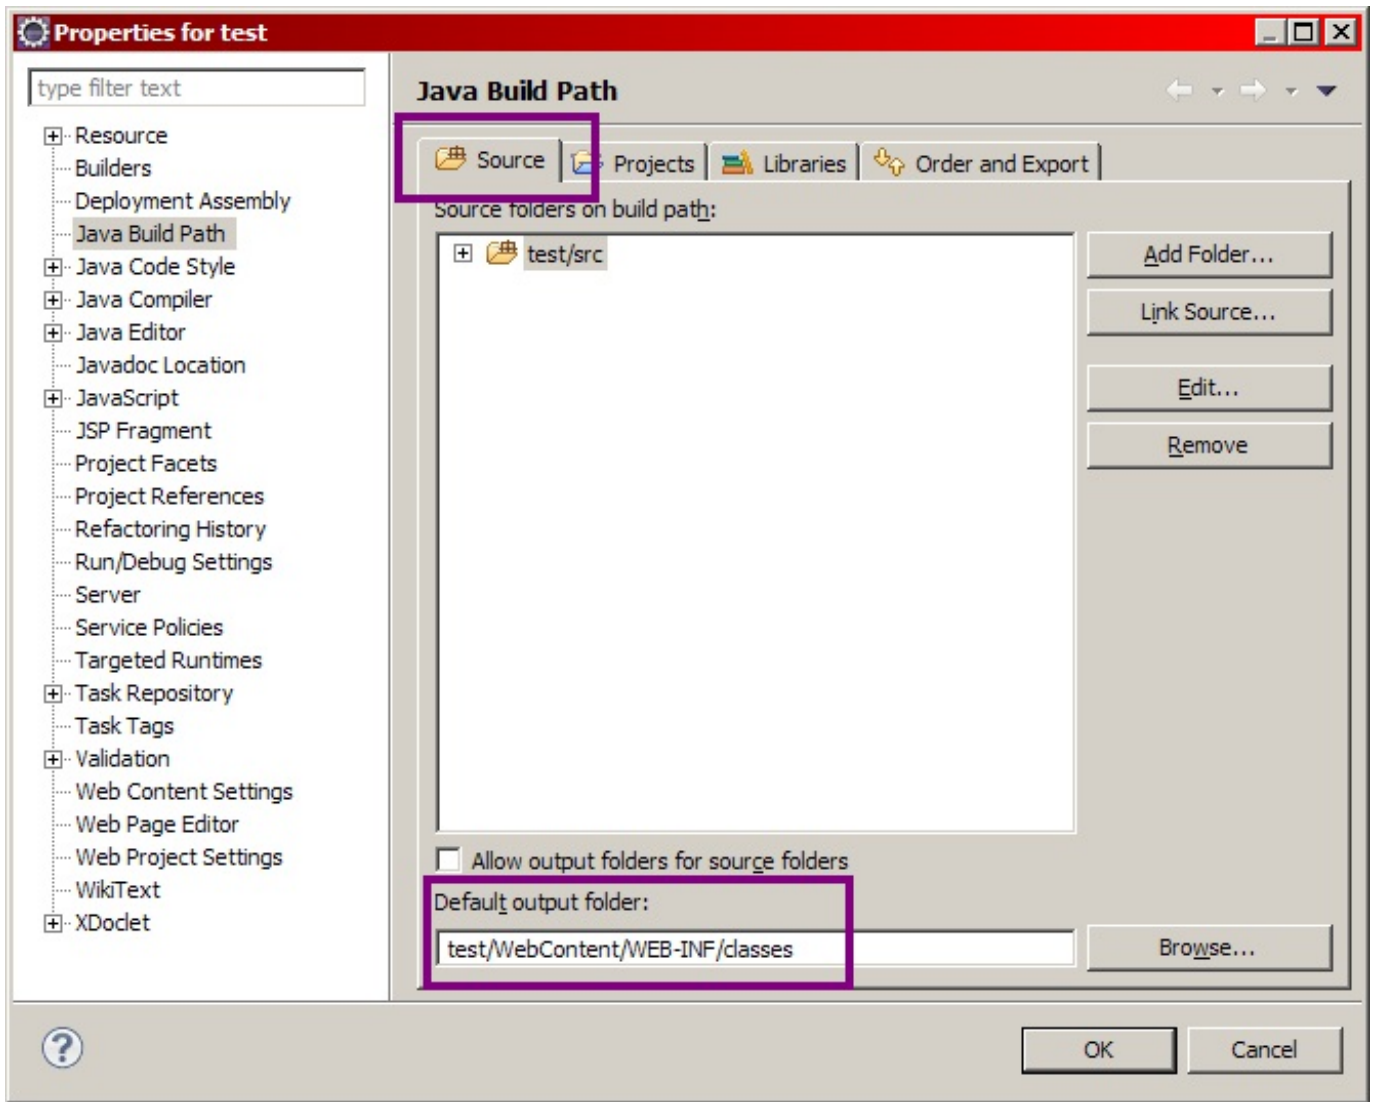 Properties for test
type filter text
Resource
Builders
Deployment Assembly
Java Build Path
Java Code Style
Java Compiler
Java Editor
Javadoc Location
JavaScript
JSP Fragment
Project Facets
Project References
Refactoring History
Run/Debug Settings
Server
Service Policies
Targeted Runtimes
Task Repository
Task Tags
Validation
Web Content Settings
Web Page Editor
Web Project Settings
WikiText
XDoclet
Java Build Path
Source Projects Libraries Order and Export
Source folders on build path:
test/src
Add Folder...
Link Source...
Edit...
Remove
Allow output folders for source folders
Default output folder:
test/WebContent/WEB-INF/classes
Browse...
OK Cancel